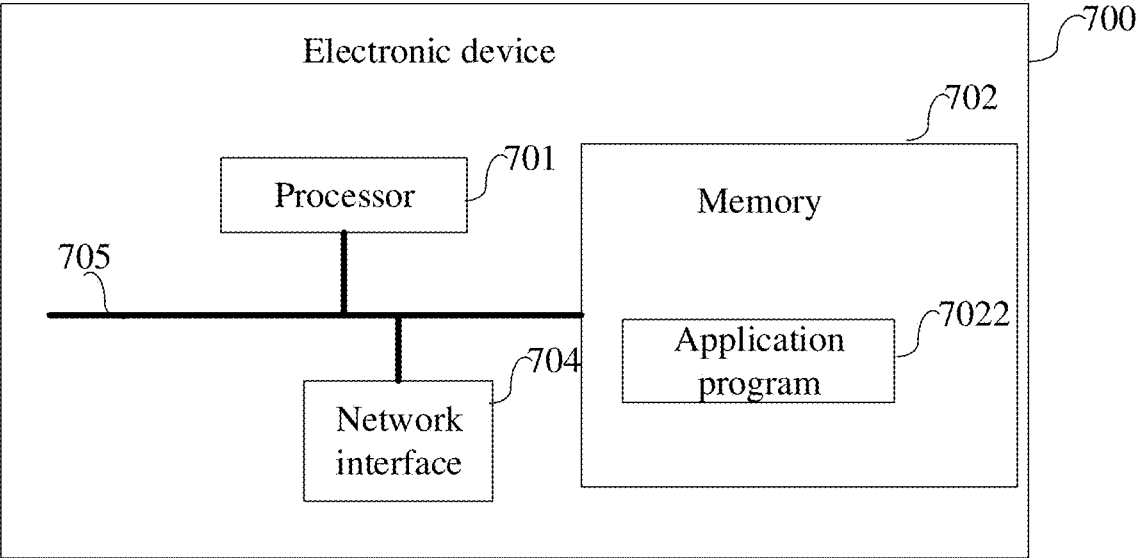 700
Electronic device
702
701
Processor
Memory
705
7022
Application
program
704
Network
interface